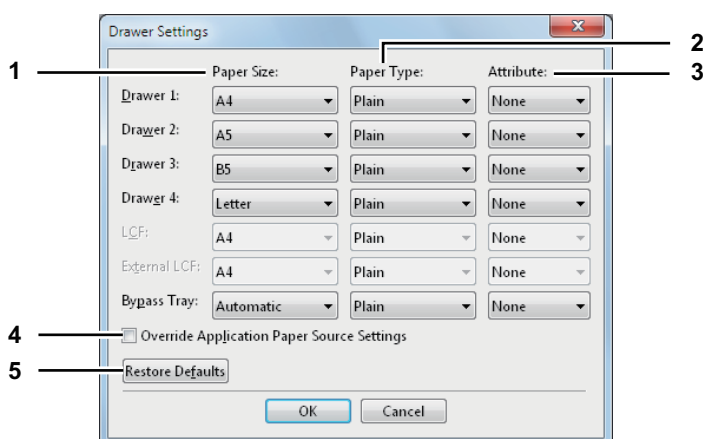 Drawer Settings
2
1 Paper Size: Paper Type: Attribute: 3
Drawer 1: A4 Plain None
Drawer 2: A5 Plain None
Drawer 3: B5 Plain None
Drawer 4: Letter Plain None
LCF: A4 Plain None
External LCF: A4 Plain None
Bypass Tray: Automatic Plain None
4 Override Application Paper Source Settings
5 Restore Defaults
OK Cancel